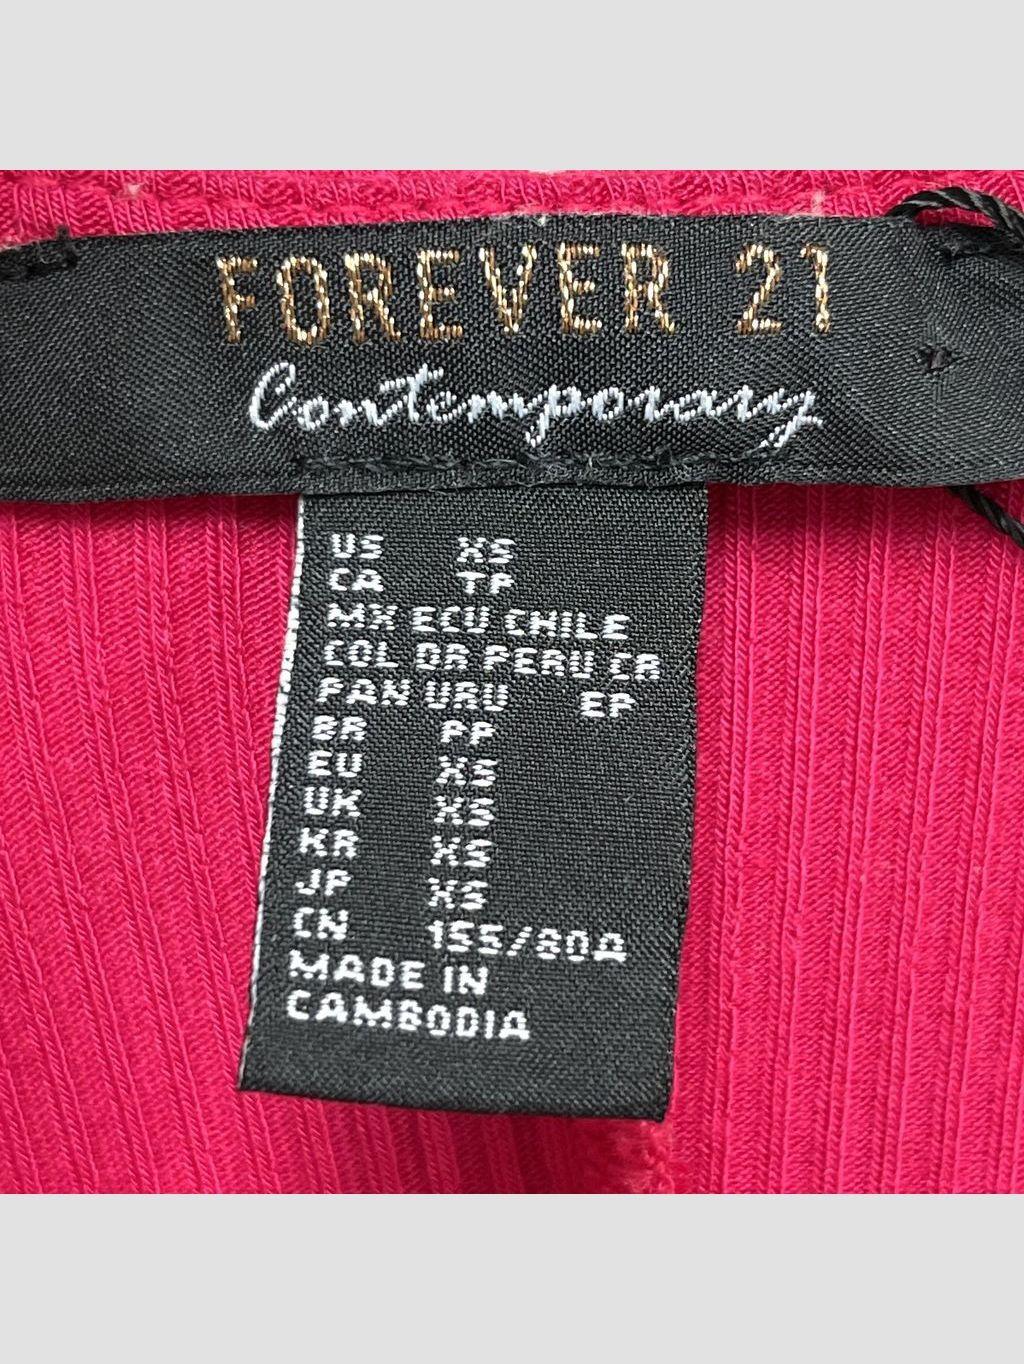 FOREVER 21
Contemporary
US XS
CA TP
MX ECU CHILE
COL DR PERU CR
PAN URU EP
BR PP
EU XS
UK XS
KR XS
JP XS
CN 155/80A
MADE IN
CAMBODIA